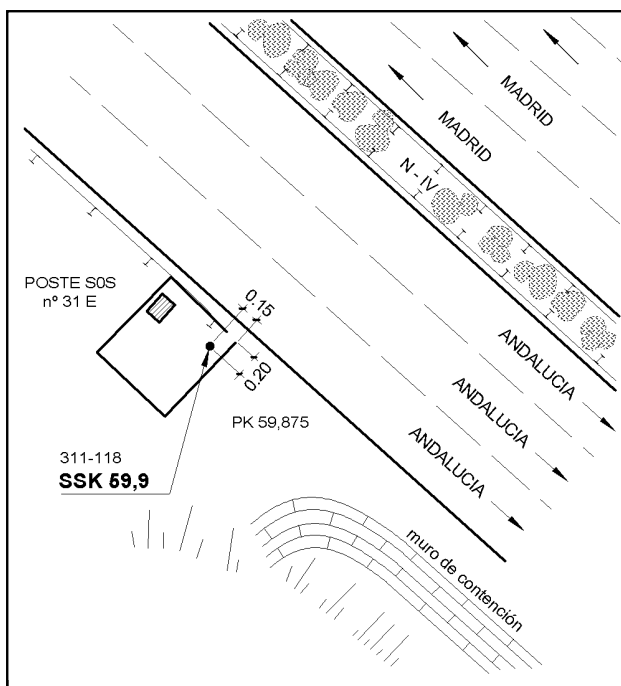 MADRID
MADRID
N - IV
POSTE S0S
nº 31 E
0.15
0.20
ANDALUCIA
ANDALUCIA
ANDALUCIA
PK 59,875
311-118
SSK 59,9
muro de contención